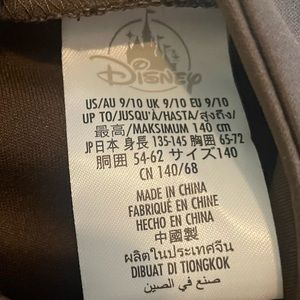 Disney
US/AU 9/10 UK 9/10 EU 9/10
UP TO/JUSQU'À/HASTA/สูงถึง/
最高/MAKSIMUM 140 cm
JP日本 身長 135-145 胸囲 65-72
胴囲 54-62 サイズ140
CN 140/68
MADE IN CHINA
FABRIQUÉ EN CHINE
HECHO EN CHINA
中國製
ผลิตในประเทศจีน
DIBUAT DI TIONGKOK
صنع في الصين